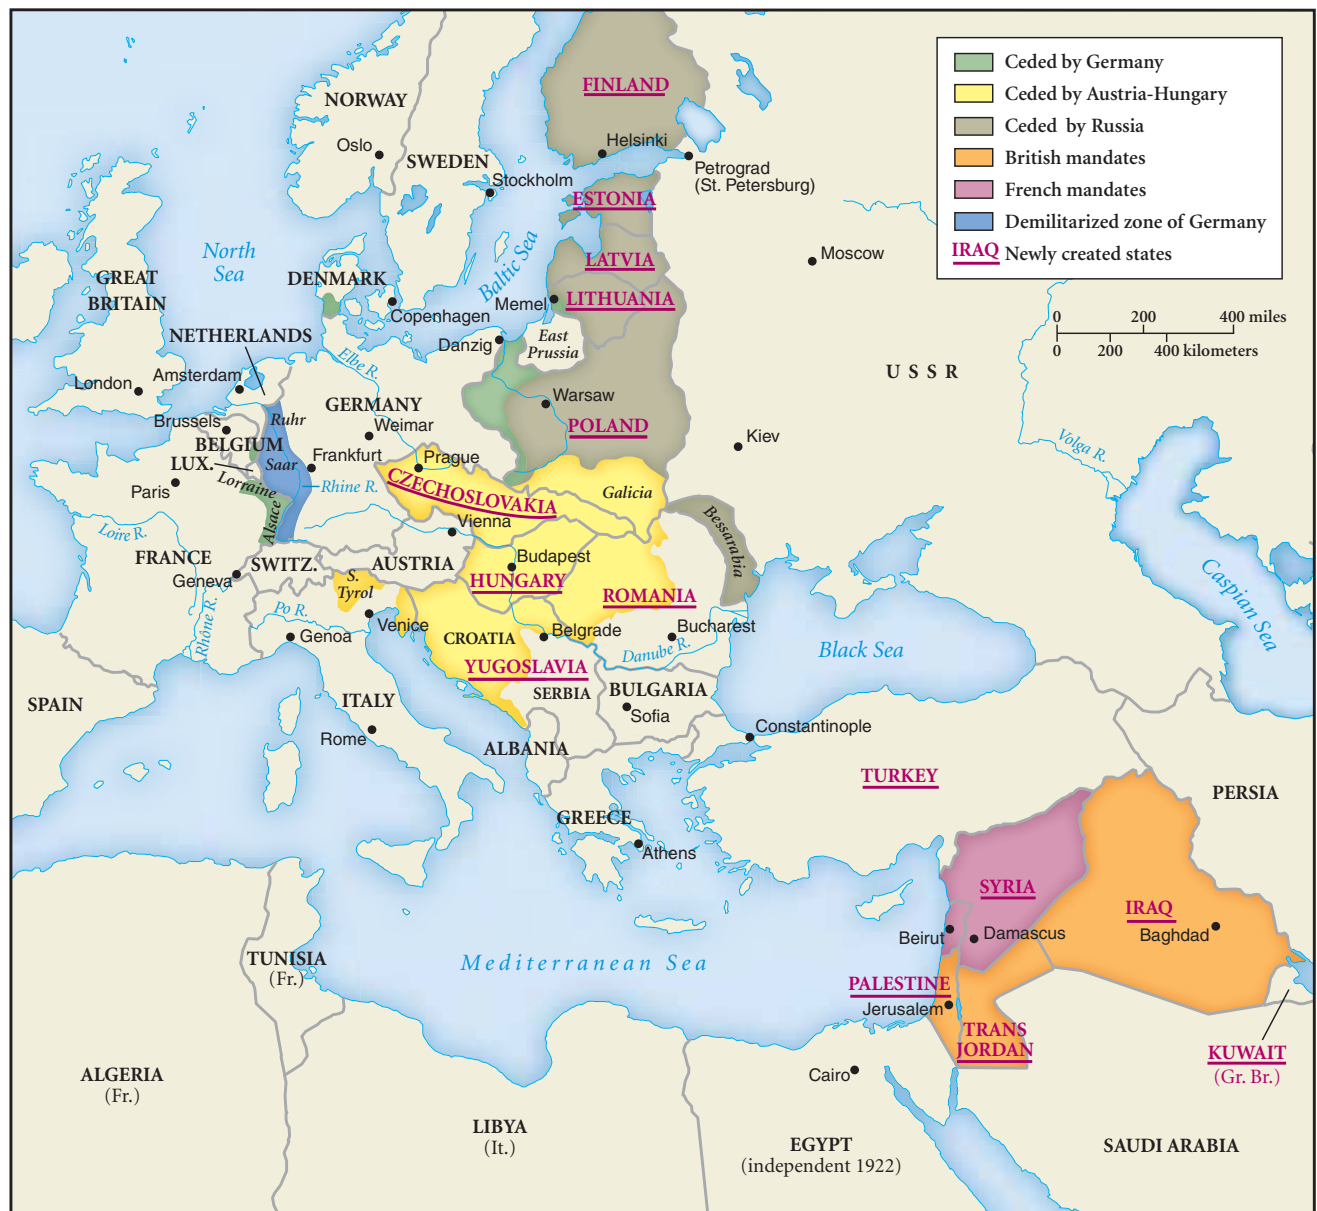 Ceded by Germany
Ceded by Austria-Hungary
Ceded by Russia
British mandates
French mandates
Demilitarized zone of Germany
IRAQ Newly created states
0 200 400 miles
0 200 400 kilometers
FINLAND
NORWAY
Helsinki
Oslo
SWEDEN
Petrograd
(St. Petersburg)
Stockholm
ESTONIA
North
Sea
Baltic Sea
Moscow
LATVIA
GREAT
BRITAIN
DENMARK
Memel
LITHUANIA
Copenhagen
NETHERLANDS
Danzig
East
Prussia
Elbe R.
USSR
London
Amsterdam
Warsaw
GERMANY
Ruhr
Brussels
Weimar
POLAND
Kiev
BELGIUM
Volga R.
LUX.
Saar
Frankfurt
Prague
CZECHOSLOVAKIA
Paris
Lorraine
Rhine R.
Galicia
Alsace
Bessarabia
Vienna
Loire R.
FRANCE
SWITZ.
AUSTRIA
Budapest
Geneva
S.
Tyrol
HUNGARY
ROMANIA
Caspian Sea
Po R.
Rhône R.
Venice
Genoa
CROATIA
Belgrade
Bucharest
Danube R.
Black Sea
YUGOSLAVIA
SERBIA
BULGARIA
SPAIN
ITALY
Sofia
Constantinople
Rome
ALBANIA
TURKEY
PERSIA
GREECE
Athens
SYRIA
IRAQ
Beirut
Damascus
Baghdad
TUNISIA
(Fr.)
Mediterranean Sea
PALESTINE
Jerusalem
TRANS
JORDAN
KUWAIT
(Gr. Br.)
ALGERIA
(Fr.)
Cairo
LIBYA
(It.)
EGYPT
(independent 1922)
SAUDI ARABIA